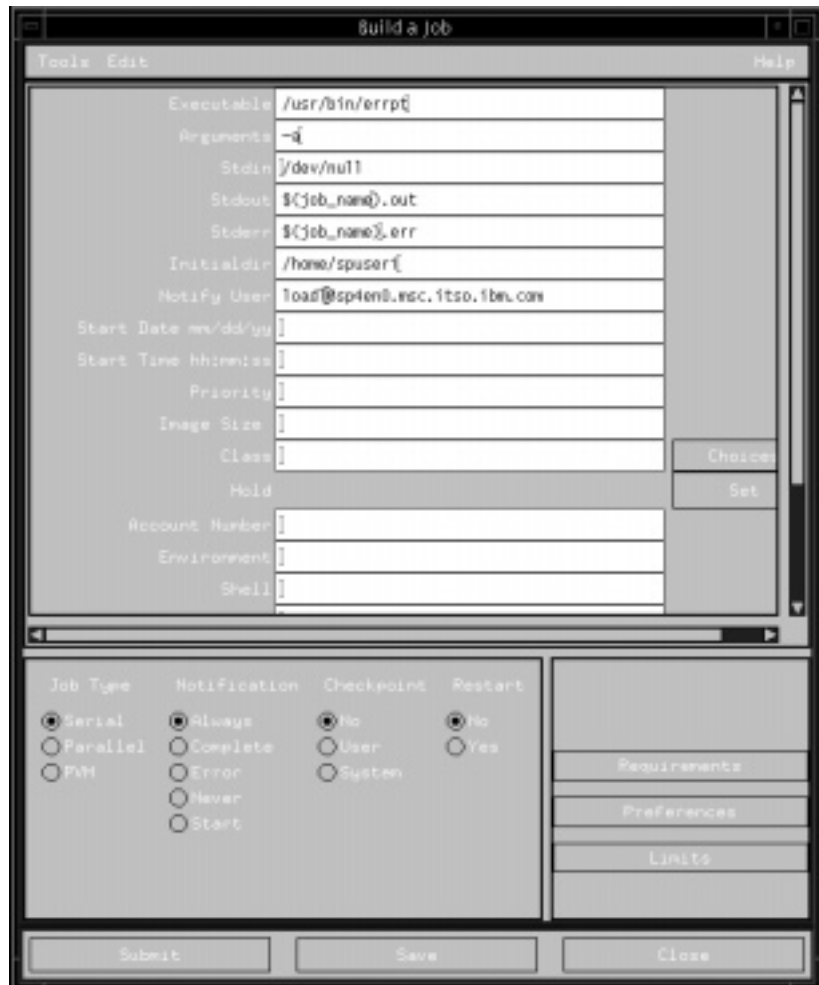 Build a Job
Tools Edit Help
Executable /usr/bin/errpt
Arguments -a
Stdin /dev/null
Stdout $(job_name).out
Stderr $(job_name).err
Initialdir /home/spuser1
Notify User load1@sp4en0.msc.itso.ibm.com
Start Date mm/dd/yy
Start Time hh:mm:ss
Priority
Image Size
Class Choices
Hold Set
Account Number
Environment
Shell
Job Type Notification Checkpoint Restart
Serial Always No No
Parallel Complete User Yes
PVM Error System
Never
Start
Requirements
Preferences
Limits
Submit Save Close